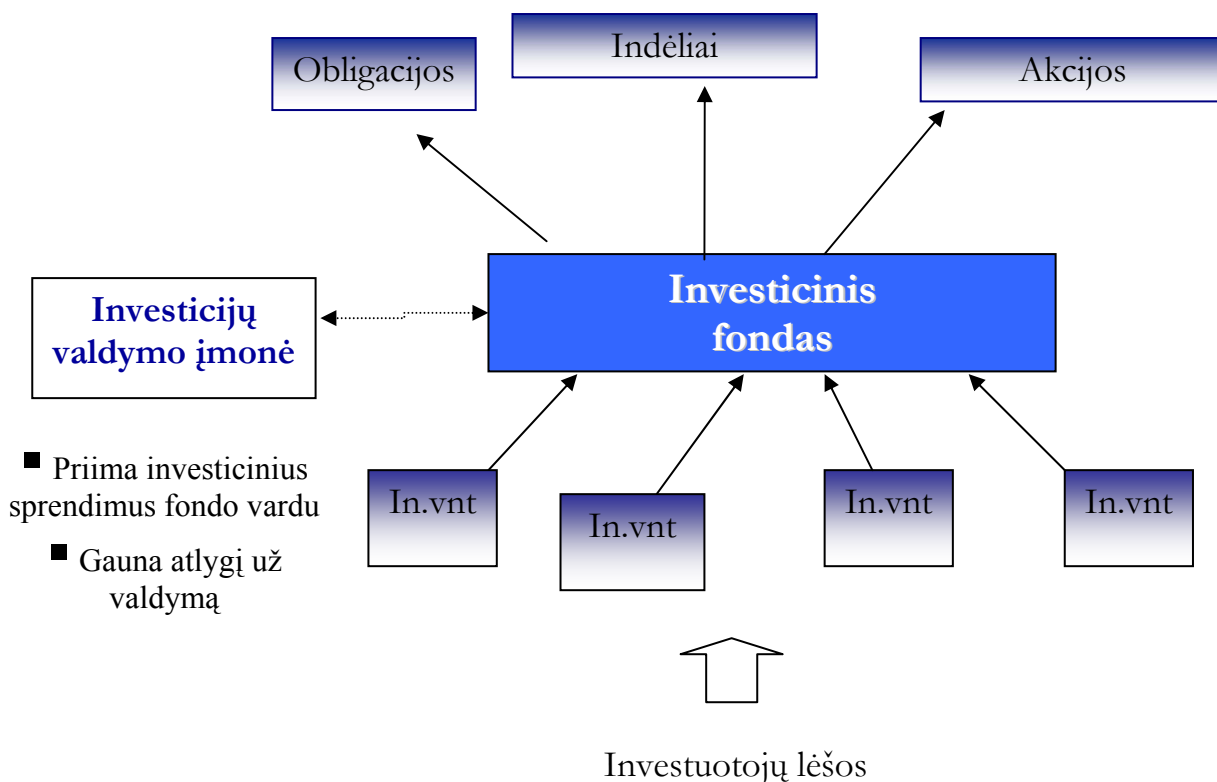 Obligacijos
Indėliai
Akcijos
Investicinis
fondas
Investicijų
valdymo įmonė
■ Priima investicinius
sprendimus fondo vardu
■ Gauna atlygį už
valdymą
In.vnt
In.vnt
In.vnt
In.vnt
Investuotojų lėšos